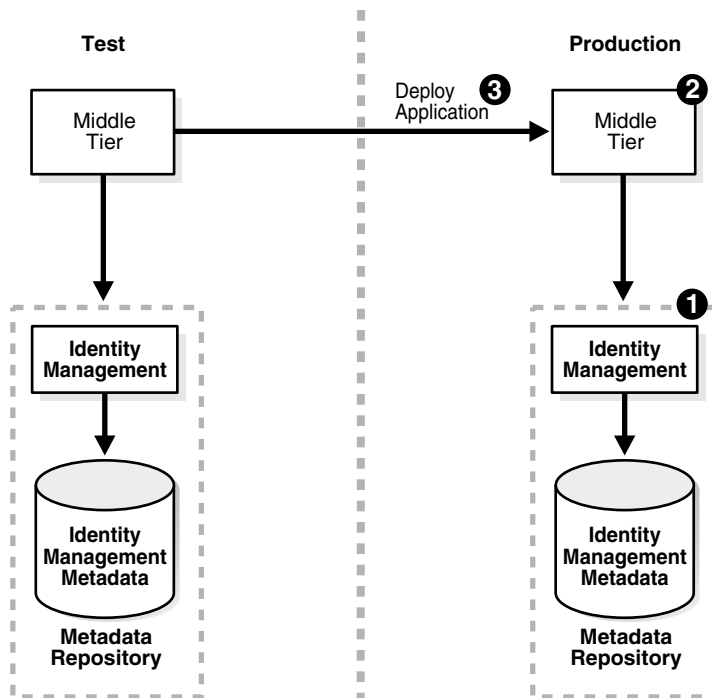 Test
Production
Deploy
Application
3
2
Middle
Tier
Middle
Tier
1
Identity
Management
Identity
Management
Identity
Management
Metadata
Identity
Management
Metadata
Metadata
Repository
Metadata
Repository